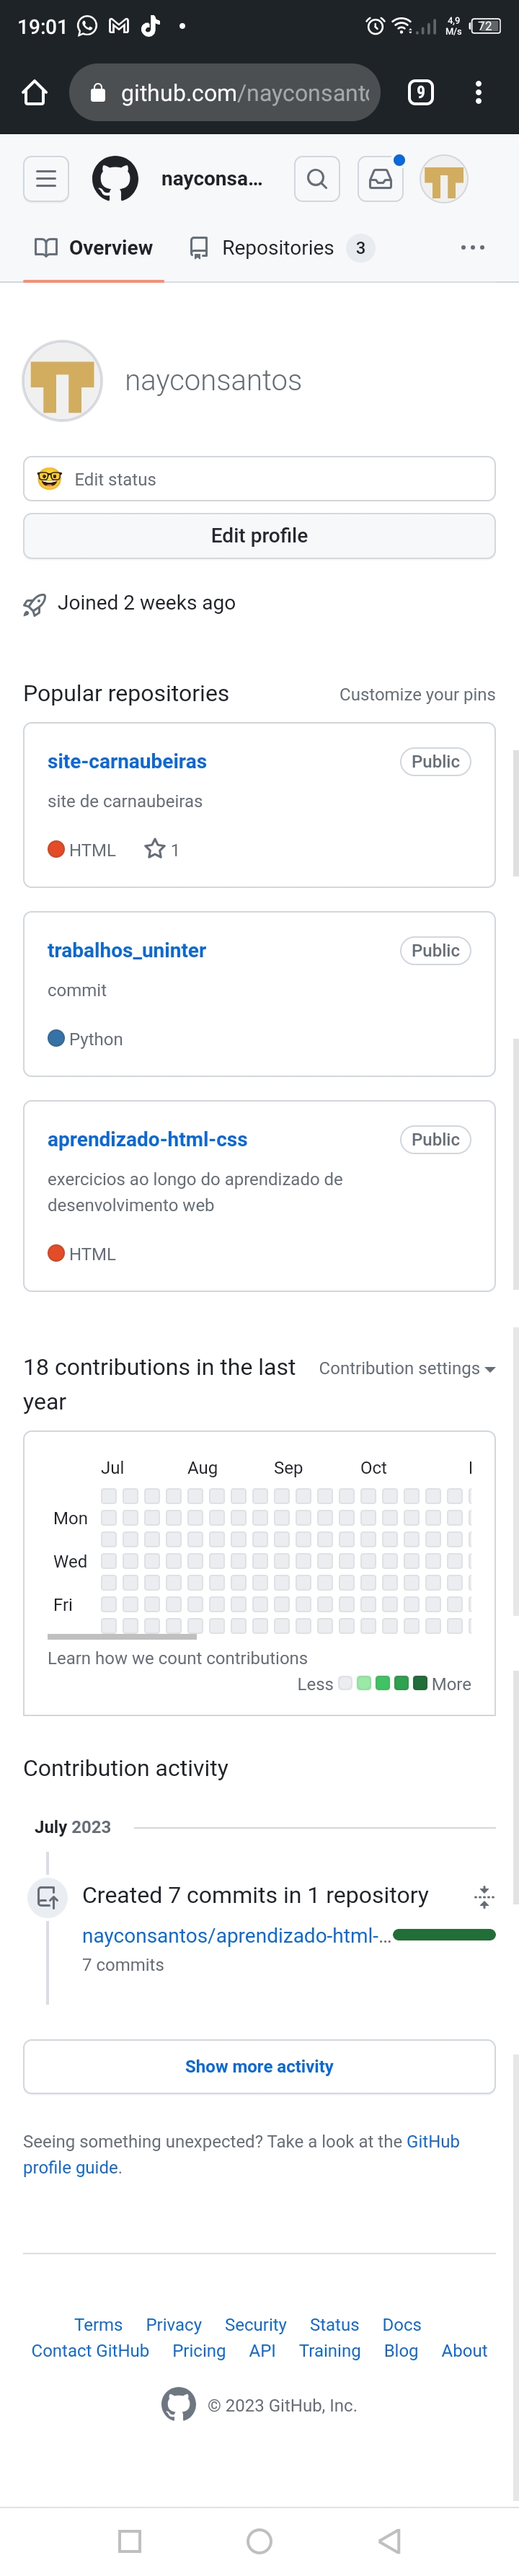 19:01
4,9
M/s
72
github.com/nayconsant
9
nayconsa...
Overview
Repositories 3
nayconsantos
Edit status
Edit profile
Joined 2 weeks ago
Popular repositories
Customize your pins
site-carnaubeiras
Public
site de carnaubeiras
HTML 1
trabalhos_uninter
Public
commit
Python
aprendizado-html-css
Public
exercicios ao longo do aprendizado de
desenvolvimento web
HTML
18 contributions in the last
year
Contribution settings
Jul Aug Sep Oct
Mon
Wed
Fri
Learn how we count contributions
Less More
Contribution activity
July 2023
Created 7 commits in 1 repository
nayconsantos/aprendizado-html-...
7 commits
Show more activity
Seeing something unexpected? Take a look at the GitHub
profile guide.
Terms Privacy Security Status Docs
Contact GitHub Pricing API Training Blog About
© 2023 GitHub, Inc.